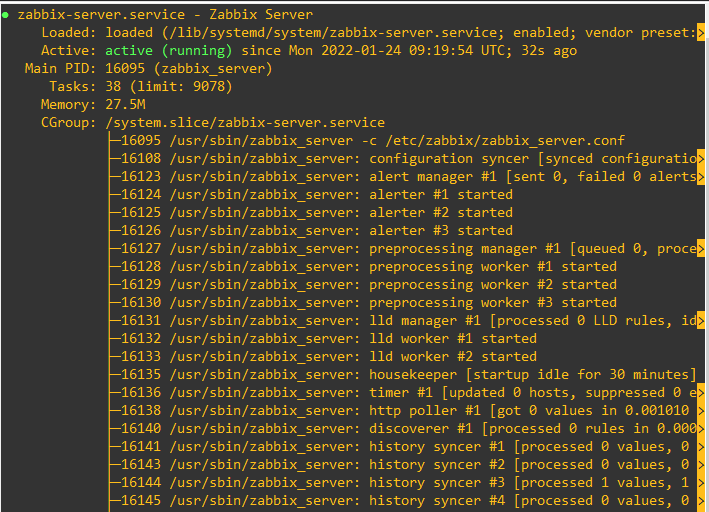 ● zabbix-server.service - Zabbix Server
Loaded: loaded (/lib/systemd/system/zabbix-server.service; enabled; vendor preset:>
Active: active (running) since Mon 2022-01-24 09:19:54 UTC; 32s ago
Main PID: 16095 (zabbix_server)
Tasks: 38 (limit: 9078)
Memory: 27.5M
CGroup: /system.slice/zabbix-server.service
├─16095 /usr/sbin/zabbix_server -c /etc/zabbix/zabbix_server.conf
├─16108 /usr/sbin/zabbix_server: configuration syncer [synced configuratio>
├─16123 /usr/sbin/zabbix_server: alert manager #1 [sent 0, failed 0 alerts>
├─16124 /usr/sbin/zabbix_server: alerter #1 started
├─16125 /usr/sbin/zabbix_server: alerter #2 started
├─16126 /usr/sbin/zabbix_server: alerter #3 started
├─16127 /usr/sbin/zabbix_server: preprocessing manager #1 [queued 0, proce>
├─16128 /usr/sbin/zabbix_server: preprocessing worker #1 started
├─16129 /usr/sbin/zabbix_server: preprocessing worker #2 started
├─16130 /usr/sbin/zabbix_server: preprocessing worker #3 started
├─16131 /usr/sbin/zabbix_server: lld manager #1 [processed 0 LLD rules, id>
├─16132 /usr/sbin/zabbix_server: lld worker #1 started
├─16133 /usr/sbin/zabbix_server: lld worker #2 started
├─16135 /usr/sbin/zabbix_server: housekeeper [startup idle for 30 minutes]
├─16136 /usr/sbin/zabbix_server: timer #1 [updated 0 hosts, suppressed 0 e>
├─16138 /usr/sbin/zabbix_server: http poller #1 [got 0 values in 0.001010 >
├─16140 /usr/sbin/zabbix_server: discoverer #1 [processed 0 rules in 0.000>
├─16141 /usr/sbin/zabbix_server: history syncer #1 [processed 0 values, 0 >
├─16143 /usr/sbin/zabbix_server: history syncer #2 [processed 0 values, 0 >
├─16144 /usr/sbin/zabbix_server: history syncer #3 [processed 1 values, 1 >
├─16145 /usr/sbin/zabbix_server: history syncer #4 [processed 0 values, 0 >